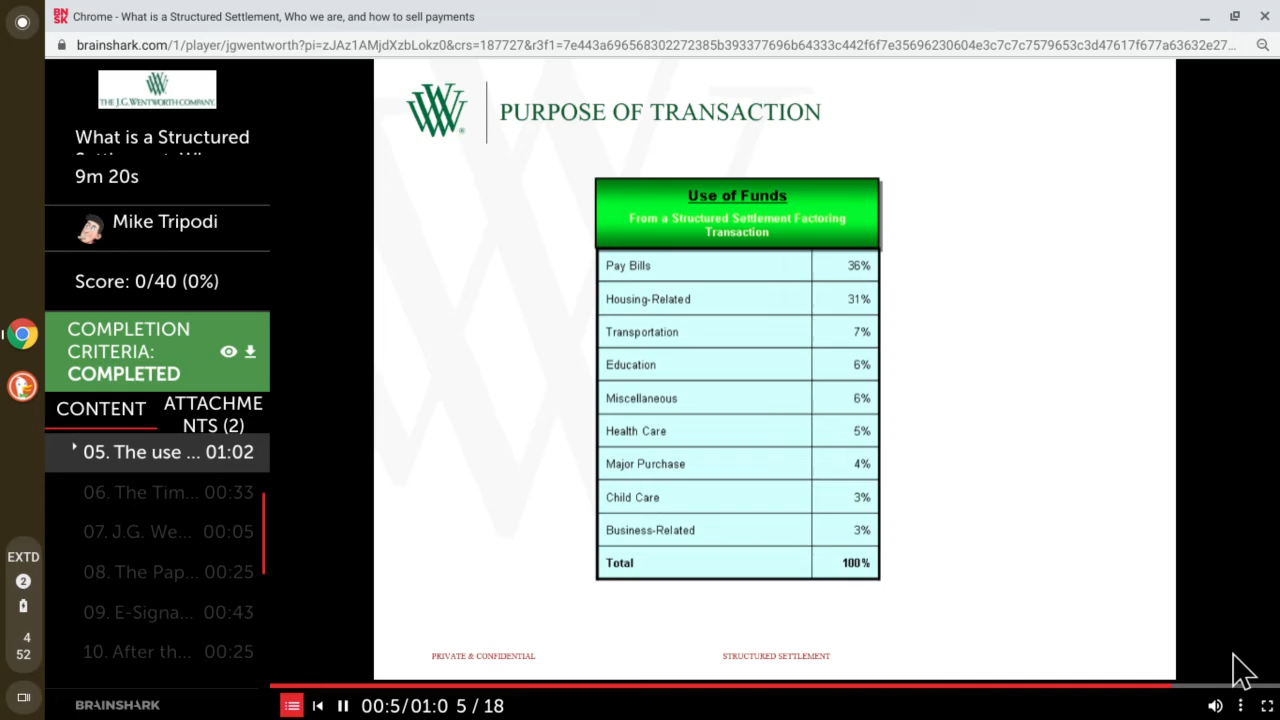 Chrome - What is a Structured Settlement, Who we are, and how to sell payments
brainshark.com/1/player/jgwentworth?pi=zJAz1AMjdXzbLokz0&crs=187727&r3f1=7e443a696568302272385b393377696b64333c442f6f7e35696230604e3c7c7c7579653c3d47617f677a63632e27...
THE J.G. WENTWORTH COMPANY.
What is a Structured
9m 20s
Mike Tripodi
Score: 0/40 (0%)
COMPLETION
CRITERIA:
COMPLETED
CONTENT
ATTACHME
NTS (2)
05. The use ... 01:02
06. The Tim... 00:33
07. J.G. We... 00:05
08. The Pap... 00:25
09. E-Signa... 00:43
10. After th... 00:25
BRAINSHARK
EXTD
2
4
52
PURPOSE OF TRANSACTION
Use of Funds
From a Structured Settlement Factoring
Transaction
Pay Bills 36%
Housing-Related 31%
Transportation 7%
Education 6%
Miscellaneous 6%
Health Care 5%
Major Purchase 4%
Child Care 3%
Business-Related 3%
Total 100%
PRIVATE & CONFIDENTIAL
STRUCTURED SETTLEMENT
00:5/01:0 5 / 18